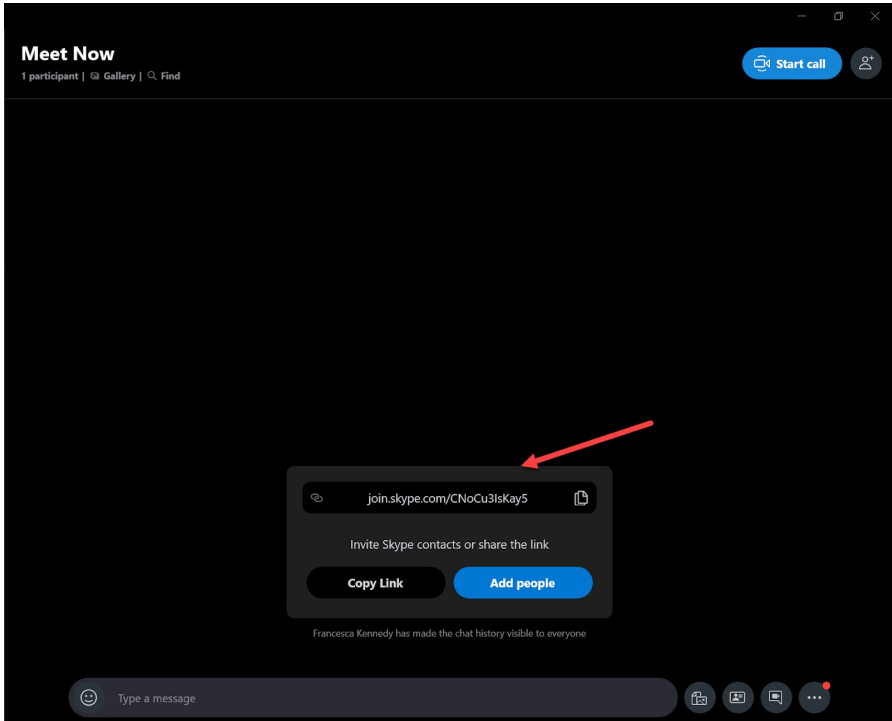 Meet Now
1 participant | Gallery | Find
Start call
join.skype.com/CNoCu3IsKay5
Invite Skype contacts or share the link
Copy Link
Add people
Francesca Kennedy has made the chat history visible to everyone
Type a message